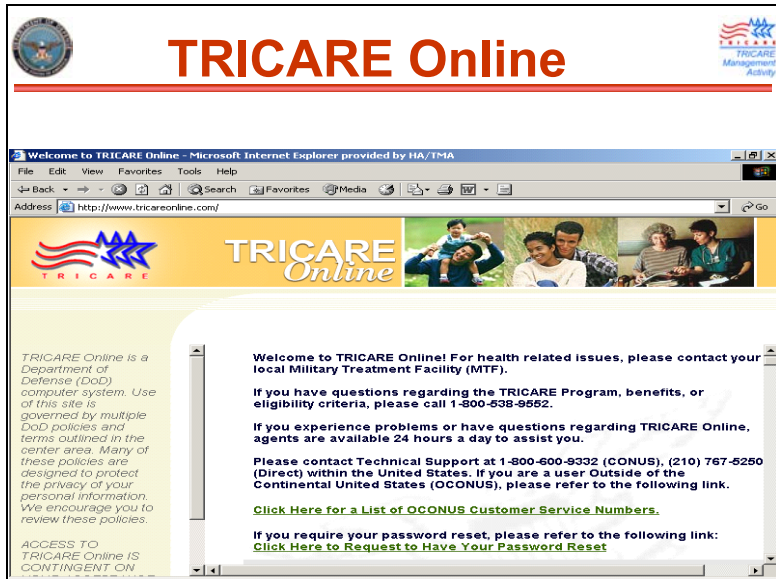 TRICARE Online
TRICARE
TRICARE
Management
Activity
Welcome to TRICARE Online - Microsoft Internet Explorer provided by HA/TMA
File Edit View Favorites Tools Help
Back Search Favorites Media
Address http://www.tricareonline.com/ Go
TRICARE
TRICARE
Online
TRICARE Online is a
Department of
Defense (DoD)
computer system. Use
of this site is
governed by multiple
DoD policies and
terms outlined in the
center area. Many of
these policies are
designed to protect
the privacy of your
personal information.
We encourage you to
review these policies.
ACCESS TO
TRICARE Online IS
CONTINGENT ON
Welcome to TRICARE Online! For health related issues, please contact your
local Military Treatment Facility (MTF).
If you have questions regarding the TRICARE Program, benefits, or
eligibility criteria, please call 1-800-538-9552.
If you experience problems or have questions regarding TRICARE Online,
agents are available 24 hours a day to assist you.
Please contact Technical Support at 1-800-600-9332 (CONUS), (210) 767-5250
(Direct) within the United States. If you are a user Outside of the
Continental United States (OCONUS), please refer to the following link.
Click Here for a List of OCONUS Customer Service Numbers.
If you require your password reset, please refer to the following link:
Click Here to Request to Have Your Password Reset